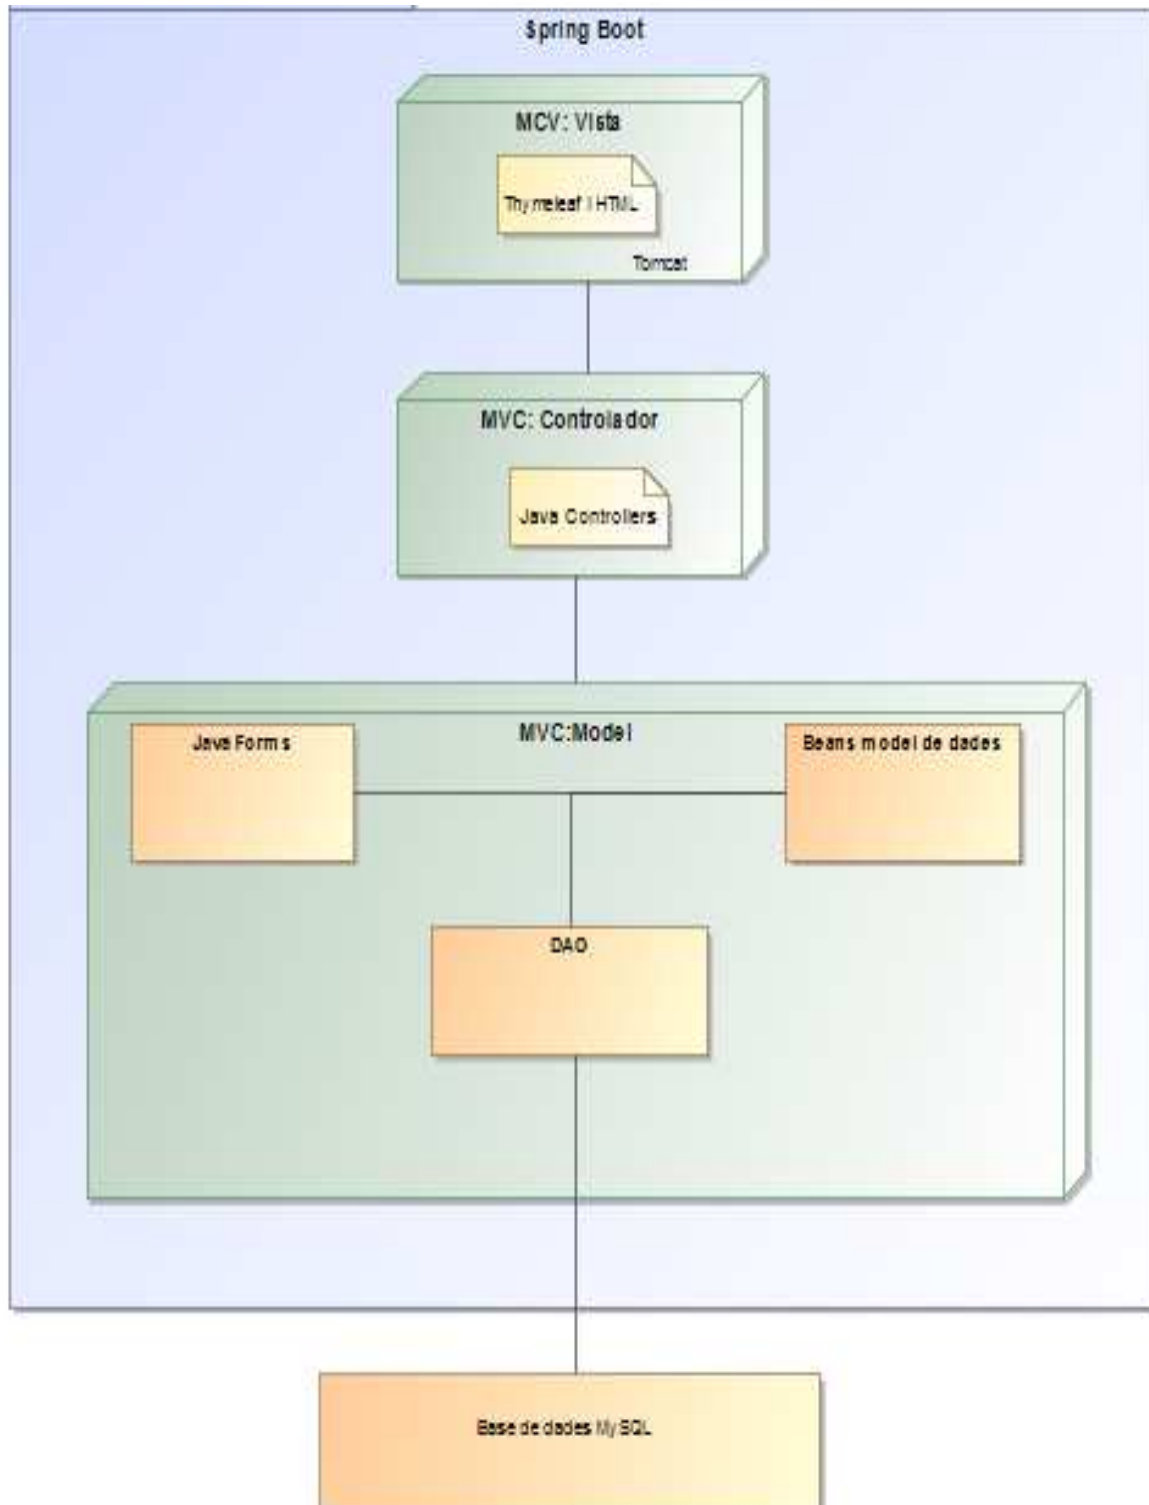 Spring Boot
MCV: Vista
Thymeleaf i HTML
Tomcat
MVC: Controlador
Java Controllers
MVC:Model
Java Forms
Beans model de dades
DAO
Base de dades MySQL